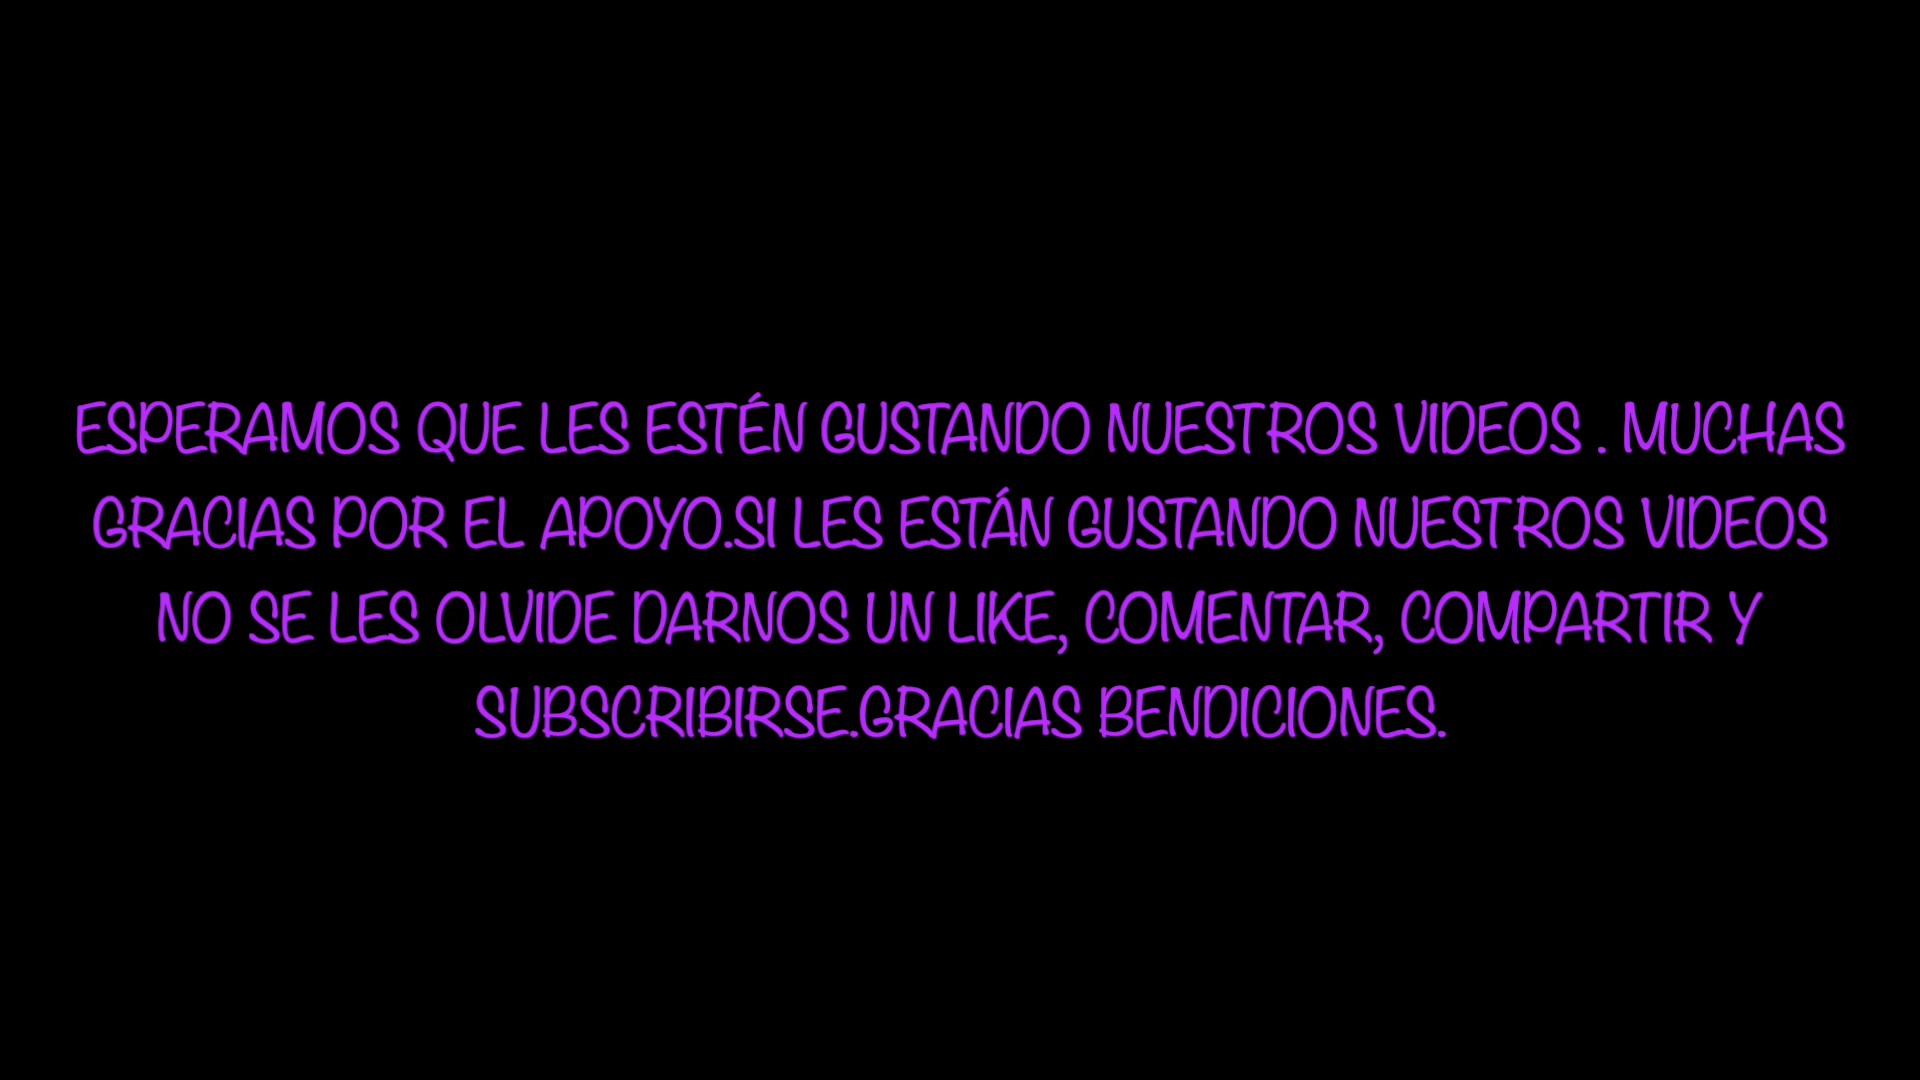 ESPERAMOS QUE LES ESTÉN GUSTANDO NUESTROS VIDEOS . MUCHAS
GRACIAS POR EL APOYO.SI LES ESTÁN GUSTANDO NUESTROS VIDEOS
NO SE LES OLVIDE DARNOS UN LIKE, COMENTAR, COMPARTIR Y
SUBSCRIBIRSE.GRACIAS BENDICIONES.